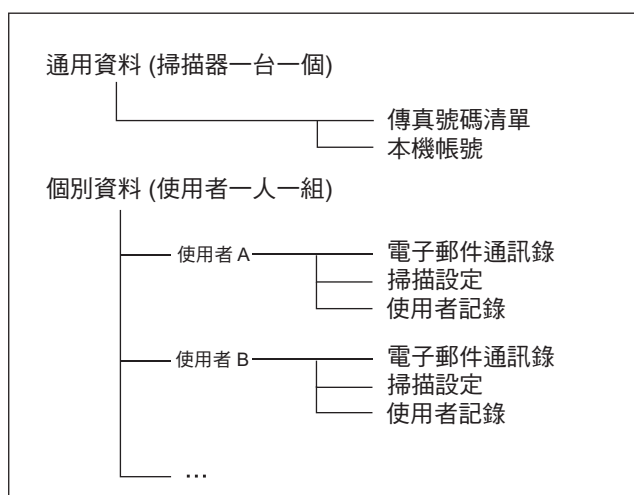 通用資料 (掃描器一台一個)
傳真號碼清單
本機帳號
個別資料 (使用者一人一組)
使用者 A
電子郵件通訊錄
掃描設定
使用者記錄
使用者 B
電子郵件通訊錄
掃描設定
使用者記錄
...